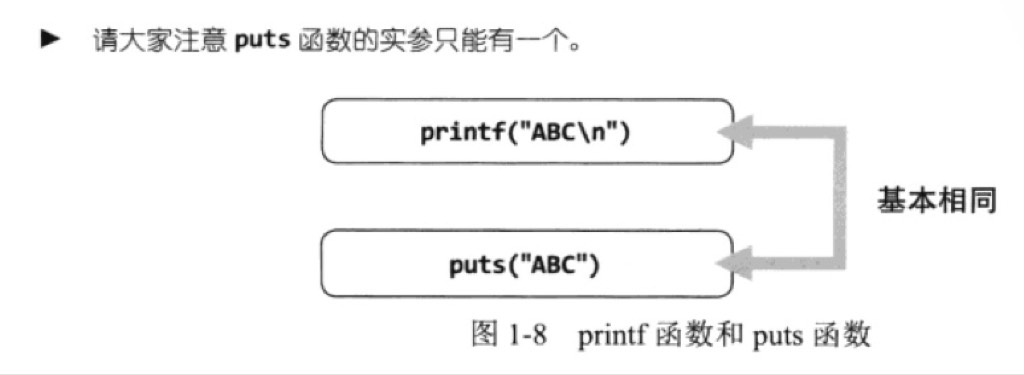 ▶ 请大家注意 puts 函数的实参只能有一个。
printf("ABC\n")
基本相同
puts("ABC")
图 1-8 printf 函数和 puts 函数